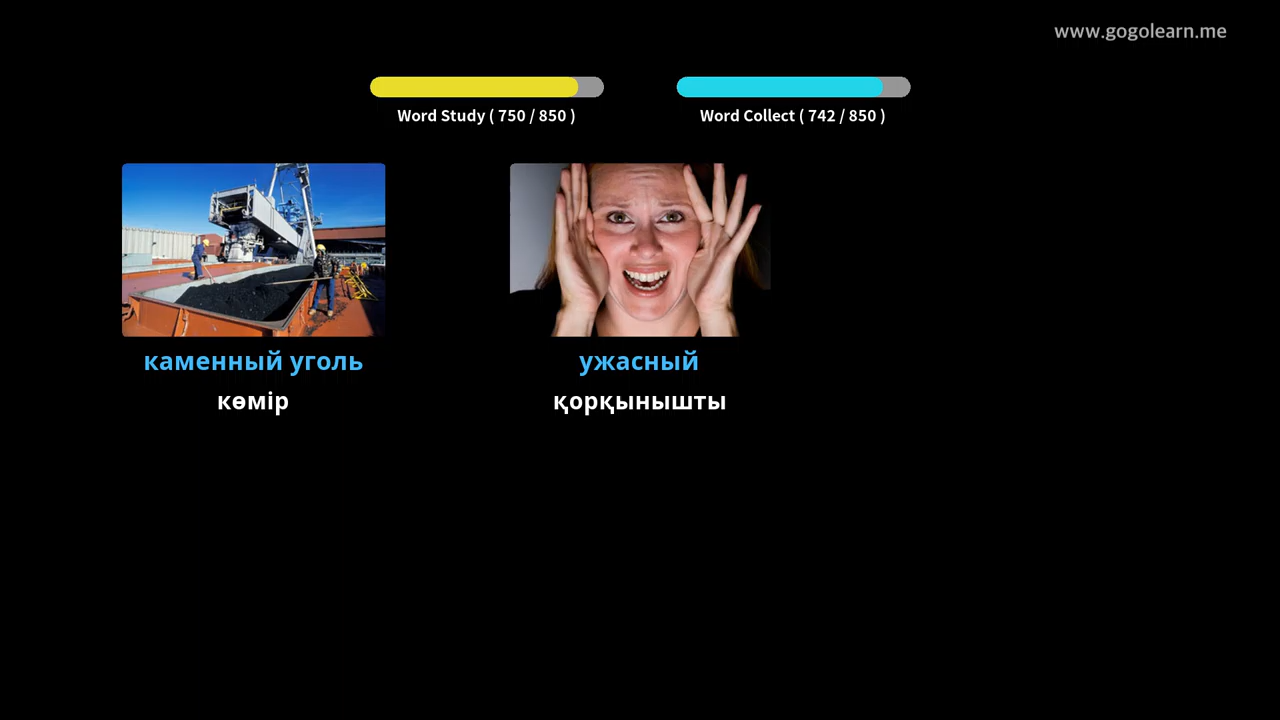 www.gogolearn.me
Word Study ( 750 / 850 )
Word Collect ( 742 / 850 )
каменный уголь
көмір
ужасный
қорқынышты